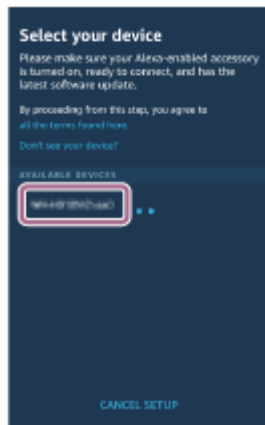 Select your device
Please make sure your Alexa-enabled accessory
is turned on, ready to connect, and has the
latest software update.
By proceeding from this step, you agree to
all the terms found here.
Don't see your device?
AVAILABLE DEVICES
CANCEL SETUP